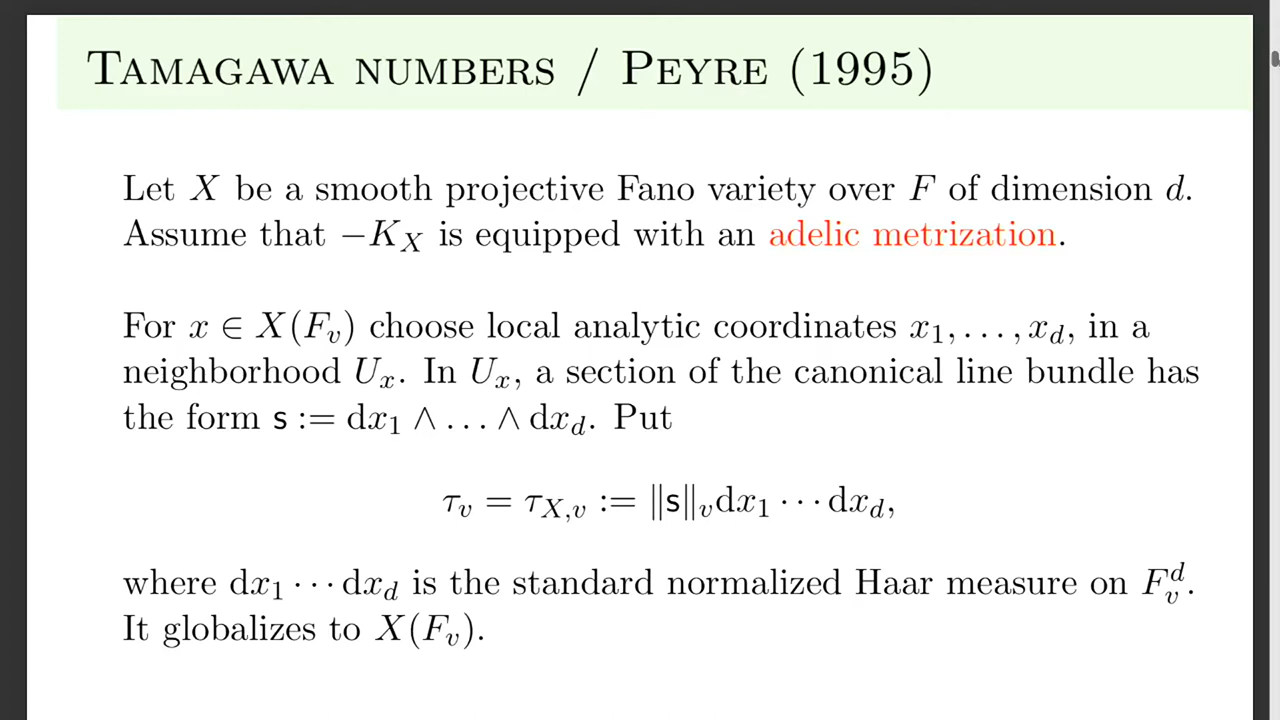 TAMAGAWA NUMBERS / PEYRE (1995)
Let X be a smooth projective Fano variety over F of dimension d.
Assume that −K_X is equipped with an adelic metrization.
For x ∈ X(F_v) choose local analytic coordinates x_1, . . . , x_d, in a
neighborhood U_x. In U_x, a section of the canonical line bundle has
the form s := dx_1 ∧ . . . ∧ dx_d. Put
τ_v = τ_{X,v} := ‖s‖_v dx_1 · · · dx_d,
where dx_1 · · · dx_d is the standard normalized Haar measure on F_v^d.
It globalizes to X(F_v).